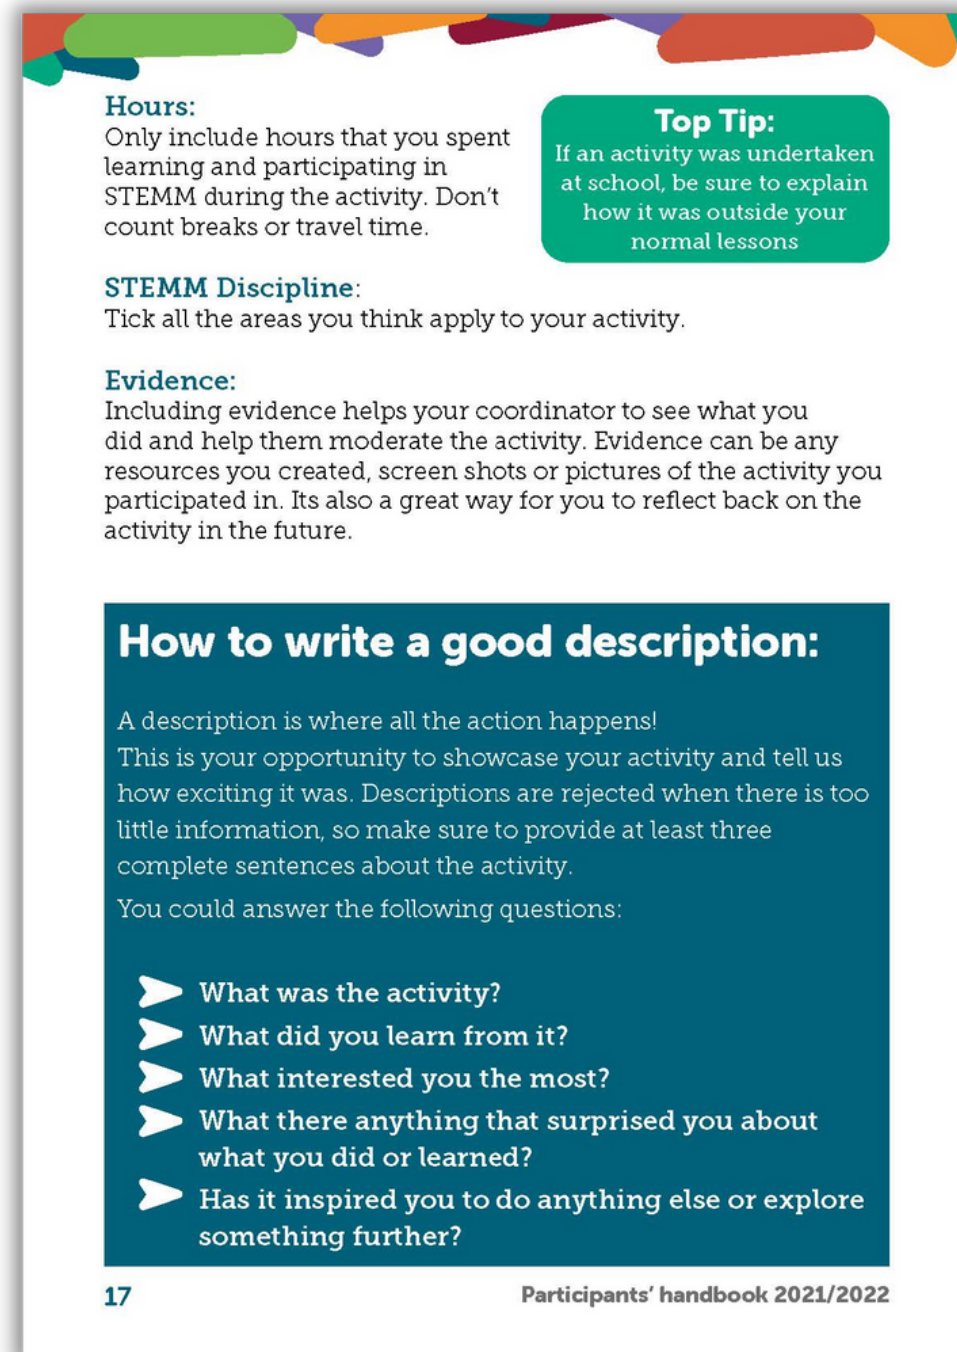 Hours:
Only include hours that you spent
learning and participating in
STEMM during the activity. Don't
count breaks or travel time.
Top Tip:
If an activity was undertaken
at school, be sure to explain
how it was outside your
normal lessons
STEMM Discipline:
Tick all the areas you think apply to your activity.
Evidence:
Including evidence helps your coordinator to see what you
did and help them moderate the activity. Evidence can be any
resources you created, screen shots or pictures of the activity you
participated in. Its also a great way for you to reflect back on the
activity in the future.
How to write a good description:
A description is where all the action happens!
This is your opportunity to showcase your activity and tell us
how exciting it was. Descriptions are rejected when there is too
little information, so make sure to provide at least three
complete sentences about the activity.
You could answer the following questions:
What was the activity?
What did you learn from it?
What interested you the most?
What there anything that surprised you about
what you did or learned?
Has it inspired you to do anything else or explore
something further?
17
Participants' handbook 2021/2022